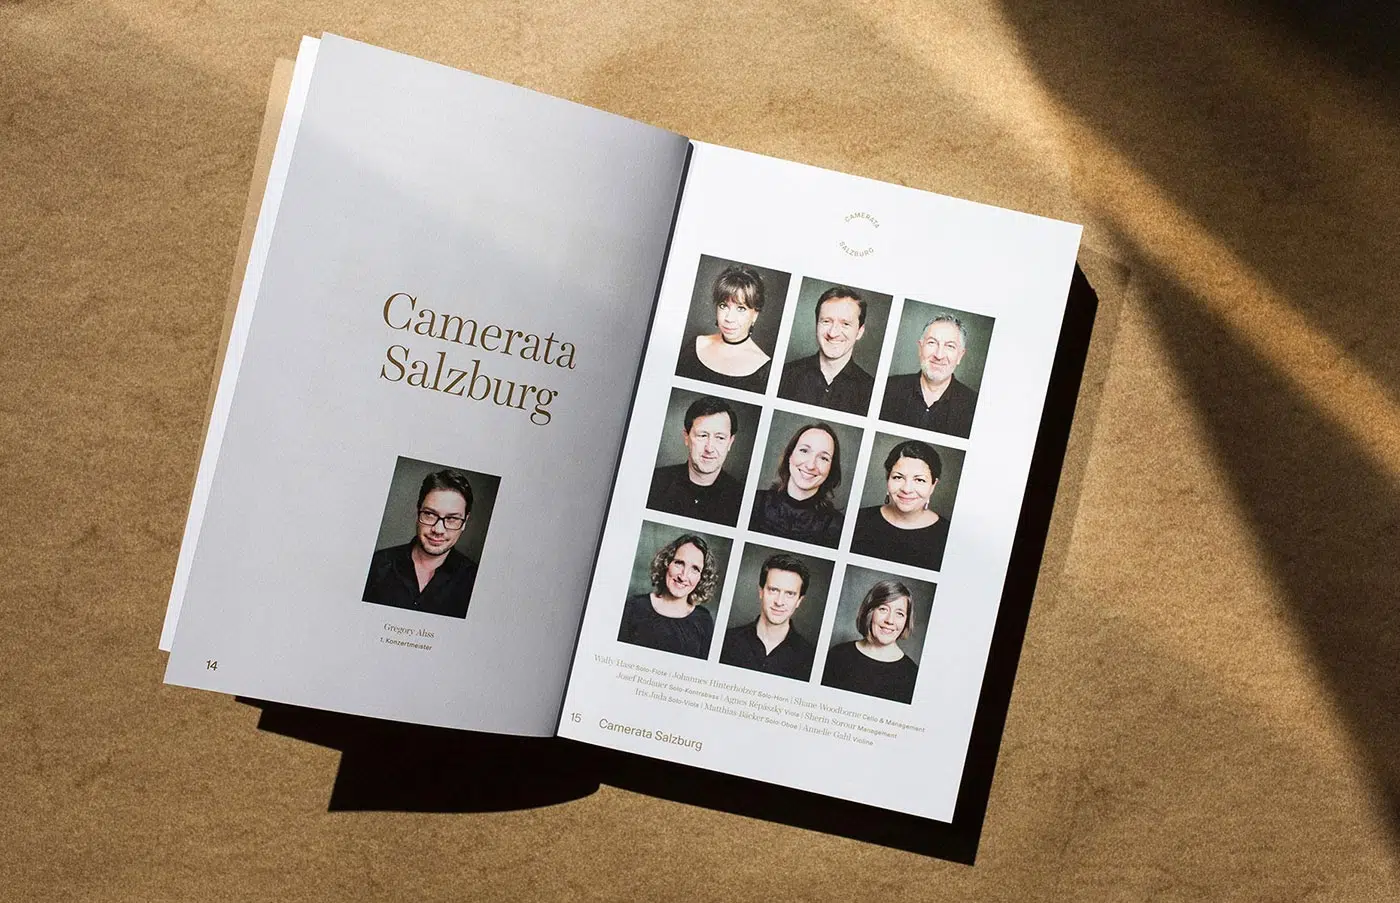 Camerata
Salzburg
Gregory Ahss
1. Konzertmeister
14
CAMERATA
SALZBURG
Wally Hase Solo-Flöte | Johannes Hinterholzer Solo-Horn | Shane Woodborne Cello & Management
Josef Radauer Solo-Kontrabass | Agnes Répászky Viola | Sherin Sorour Management
Iris Juda Solo-Viola | Matthias Bäcker Solo-Oboe | Annelie Gahl Violine
15 Camerata Salzburg